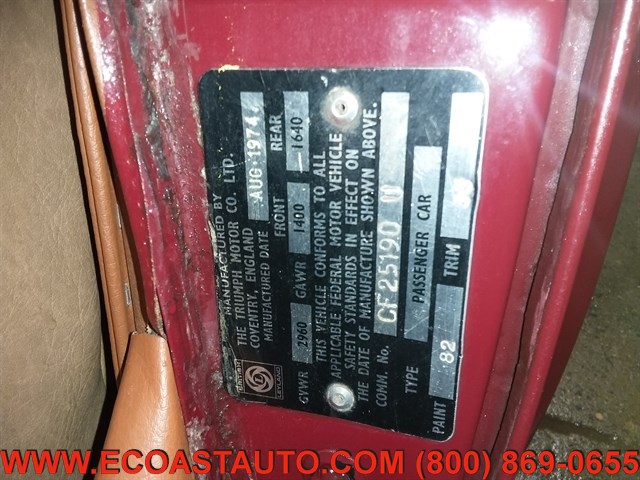 MANUFACTURED BY
THE TRIUMPH MOTOR CO. LTD.
COVENTRY, ENGLAND
MANUFACTURED DATE AUG 1974
GVWR 2960 GAWR FRONT 1400 REAR 1640
THIS VEHICLE CONFORMS TO ALL
APPLICABLE FEDERAL MOTOR VEHICLE
SAFETY STANDARDS IN EFFECT ON
THE DATE OF MANUFACTURE SHOWN ABOVE.
COMM. No. CF25190 U
TYPE PASSENGER CAR
PAINT 82 TRIM
WWW.ECOASTAUTO.COM (800) 869-0655